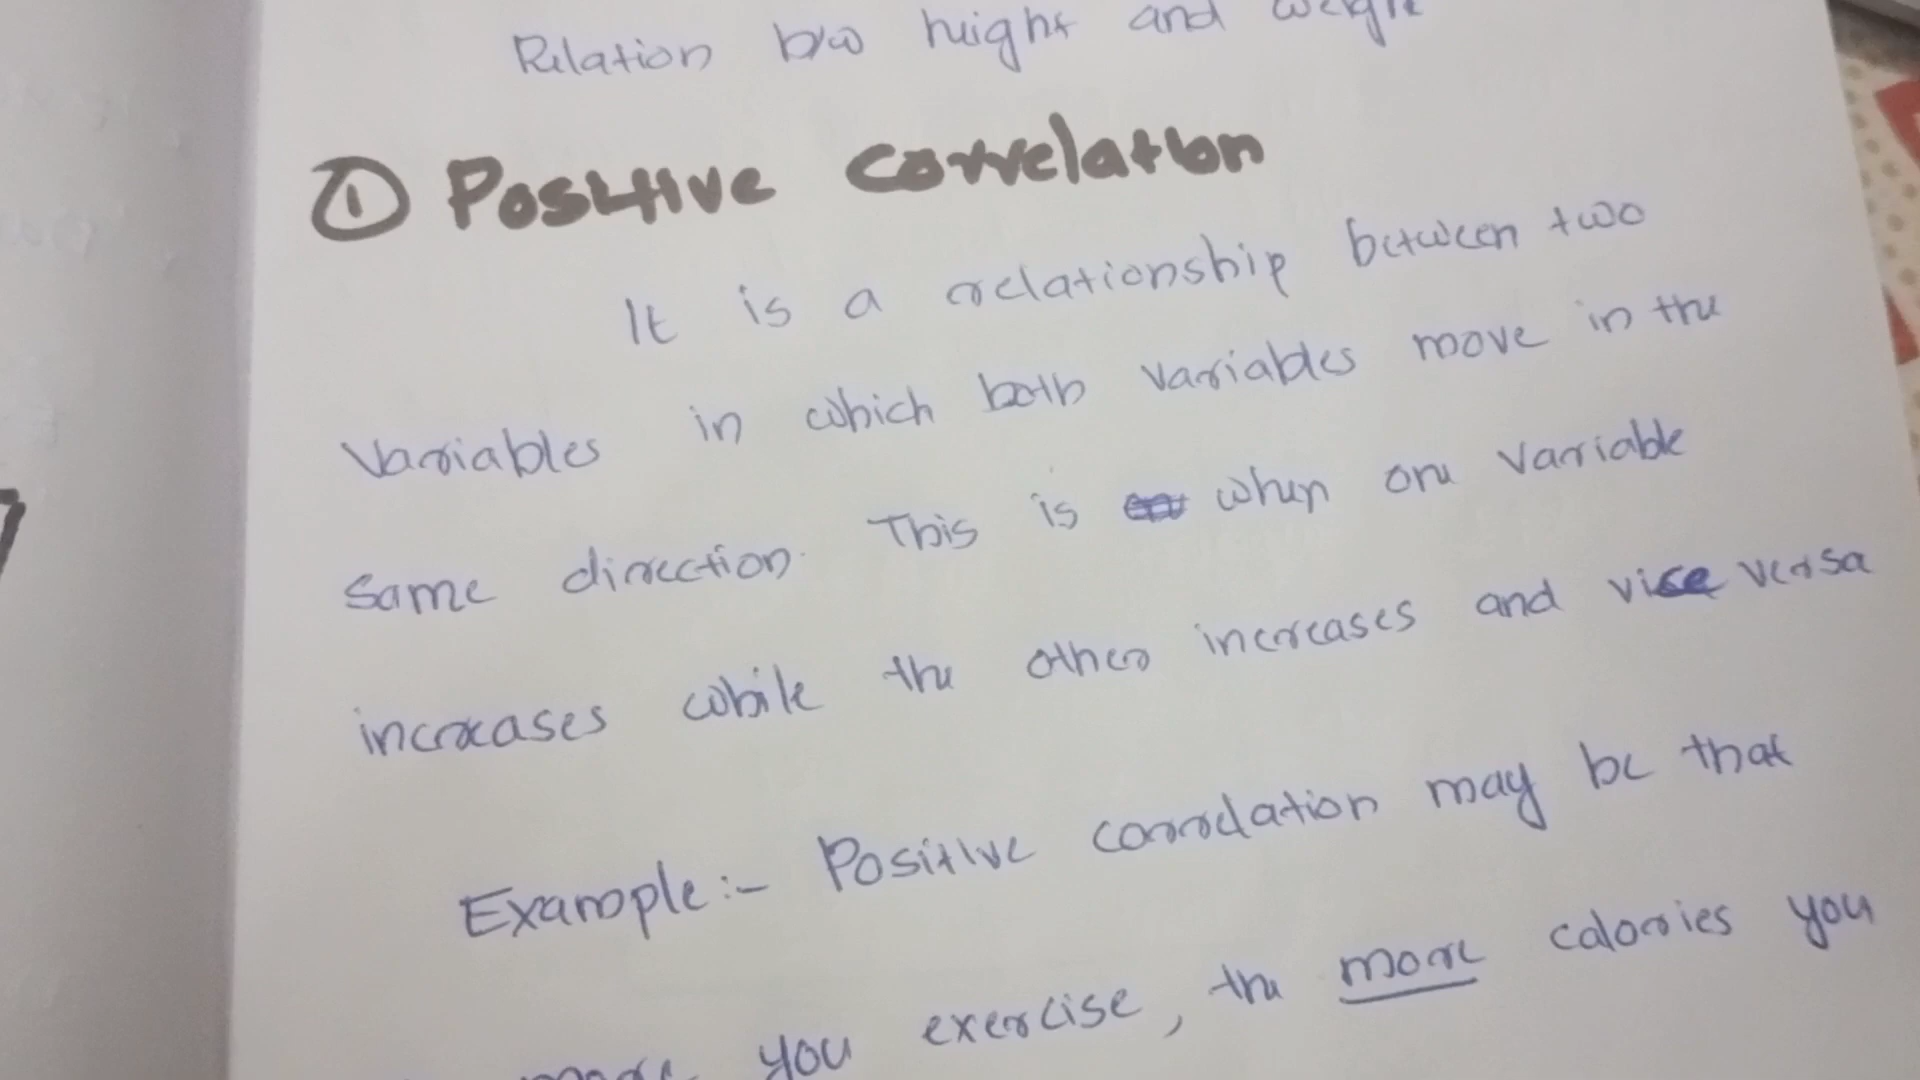 Relation b/w height and weight
① Positive Correlation
It is a relationship between two
Variables in which both variables move in the
same direction. This is when one variable
increases while the other increases and vice versa
Example:- Positive correlation may be that
more you exercise, the more calories you